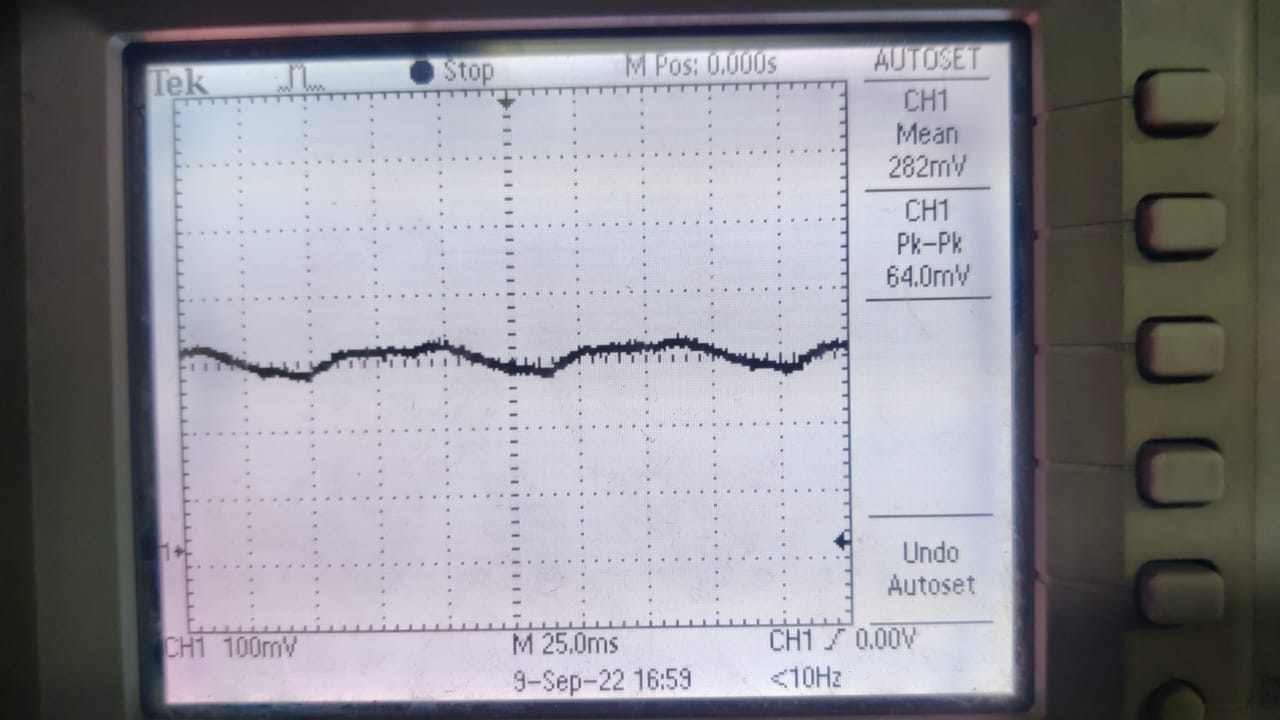 Tek Stop M Pos: 0.000s AUTOSET
CH1
Mean
282mV
CH1
Pk-Pk
64.0mV
1
Undo
Autoset
CH1 100mV M 25.0ms CH1 0.00V
9-Sep-22 16:59 <10Hz